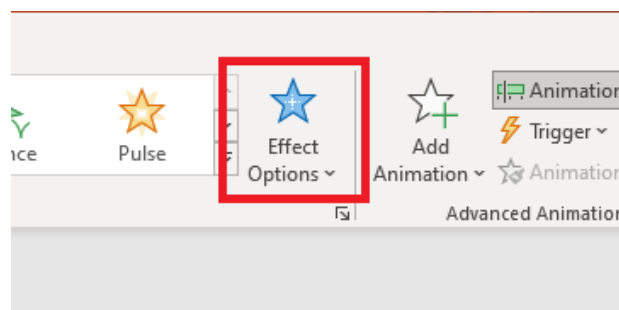 Animation
Trigger
nce
Pulse
Effect
Options
Add
Animation
Animation
Advanced Animation